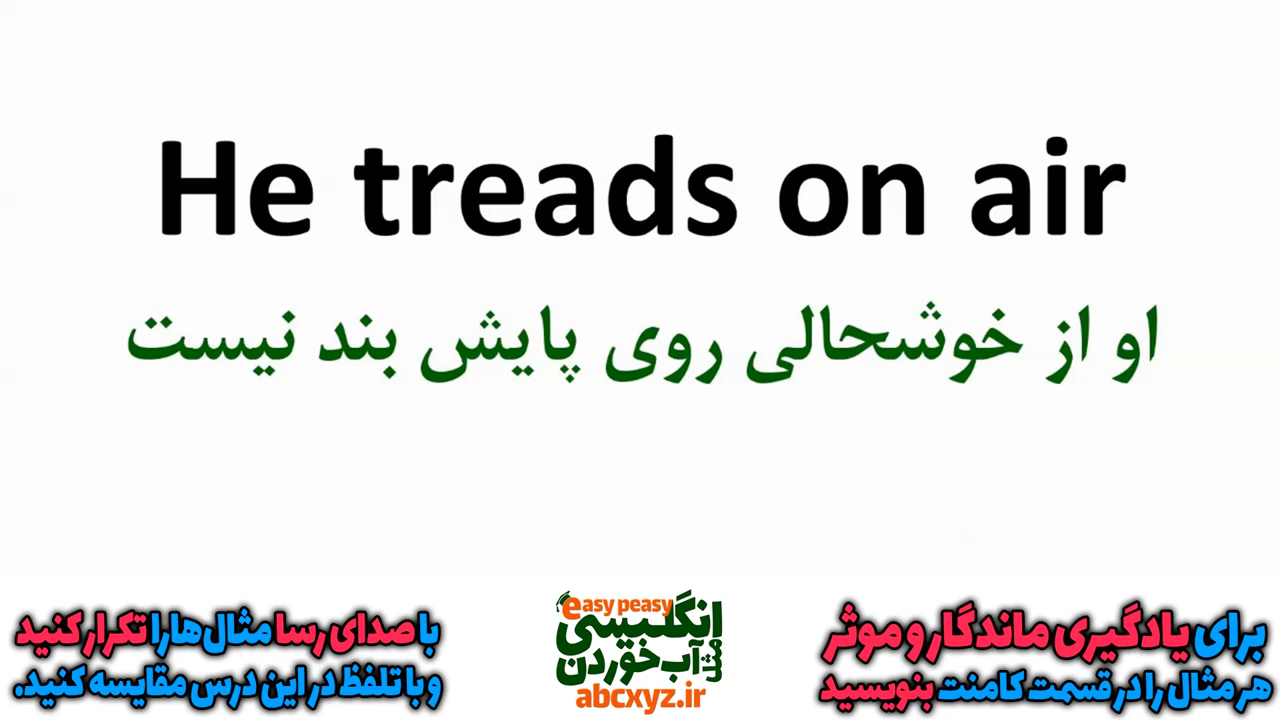 He treads on air
او از خوشحالی روی پایش بند نیست
برای یادگیری ماندگار و موثر
هر مثال را در قسمت کامنت بنویسید
easy peasy
انگلیسی
مثل آب خوردن
abcxyz.ir
با صدای رسا مثال‌ها را تکرار کنید
و با تلفظ در این درس مقایسه کنید.